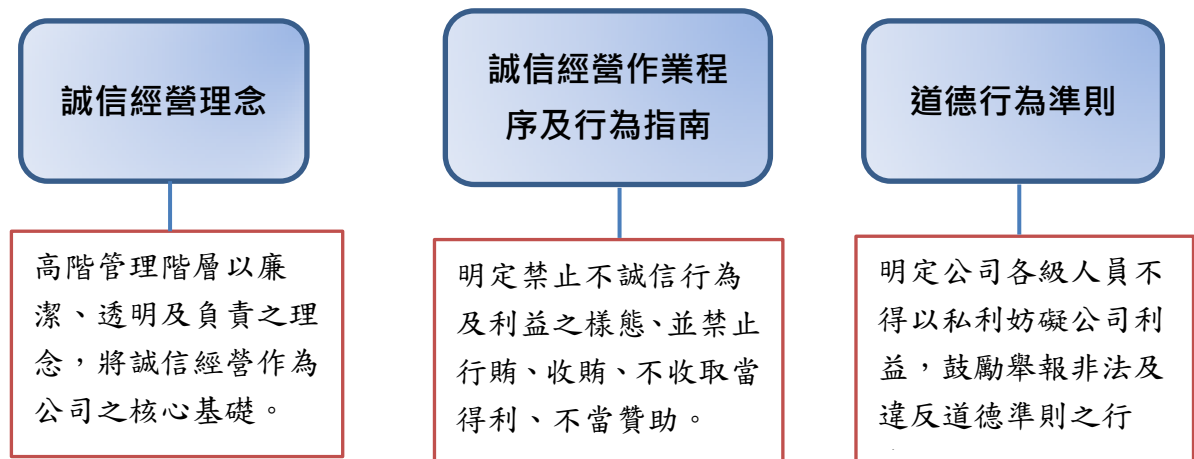 誠信經營理念
高階管理階層以廉
潔、透明及負責之理
念，將誠信經營作為
公司之核心基礎。
誠信經營作業程
序及行為指南
明定禁止不誠信行為
及利益之樣態、並禁止
行賄、收賄、不收取當
得利、不當贊助。
道德行為準則
明定公司各級人員不
得以私利妨礙公司利
益，鼓勵舉報非法及
違反道德準則之行